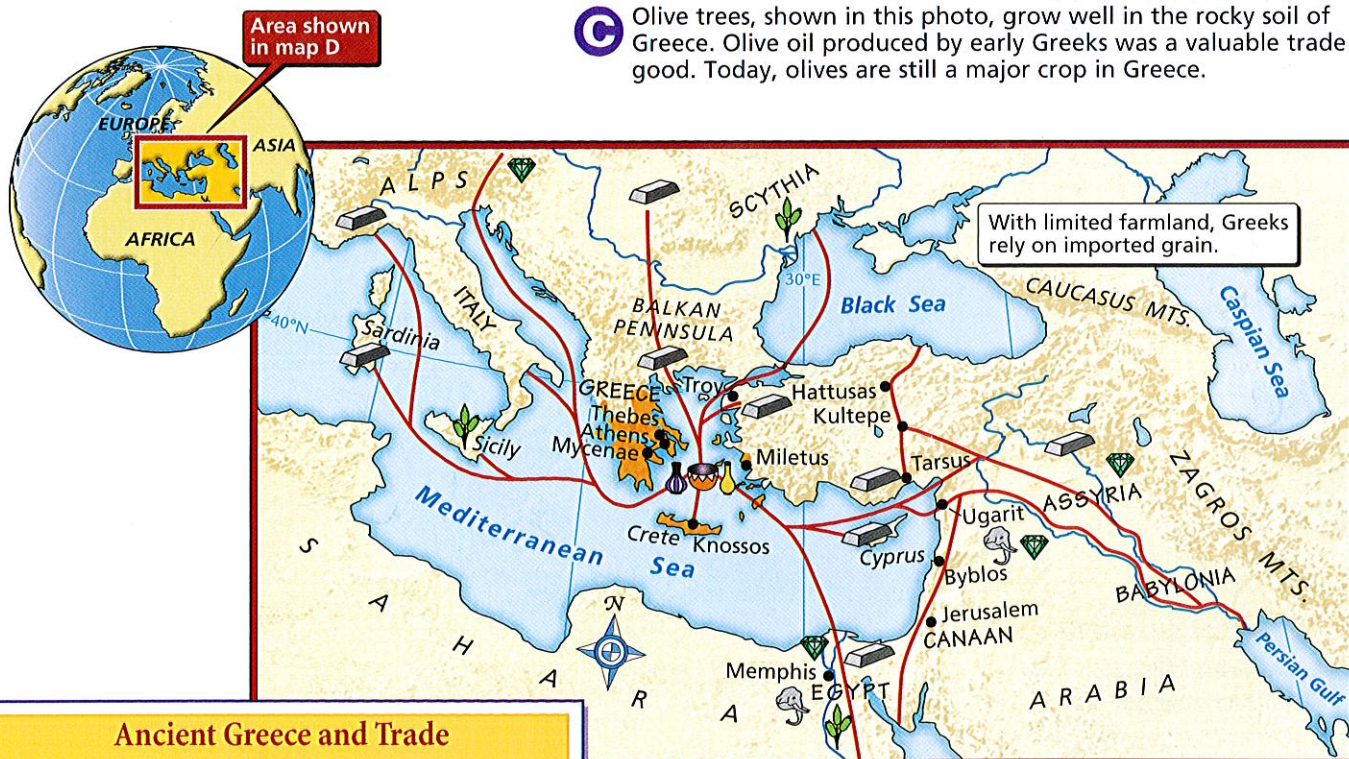 Area shown
in map D
C
Olive trees, shown in this photo, grow well in the rocky soil of
Greece. Olive oil produced by early Greeks was a valuable trade
good. Today, olives are still a major crop in Greece.
EUROPE
ASIA
AFRICA
ALPS
SCYTHIA
With limited farmland, Greeks
rely on imported grain.
30°E
Black Sea
CAUCASUS MTS.
Caspian Sea
BALKAN
PENINSULA
ITALY
40°N
Sardinia
GREECE
Troy
Hattusas
Kultepe
Thebes
Athens
Mycenae
Sicily
Miletus
Tarsus
ASSYRIA
ZAGROS MTS.
Ugarit
Mediterranean
Sea
Crete
Knossos
Cyprus
Byblos
BABYLONIA
Jerusalem
CANAAN
SAHARA
N
Memphis
EGYPT
ARABIA
Persian Gulf
Ancient Greece and Trade